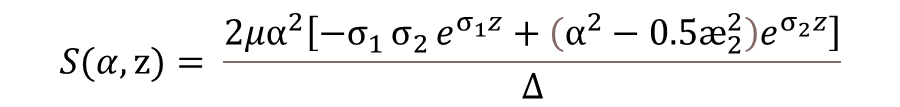 S(α, z) = 2μα²[−σ₁ σ₂ e^{σ₁z} + (α² − 0.5æ₂²)e^{σ₂z}] / Δ